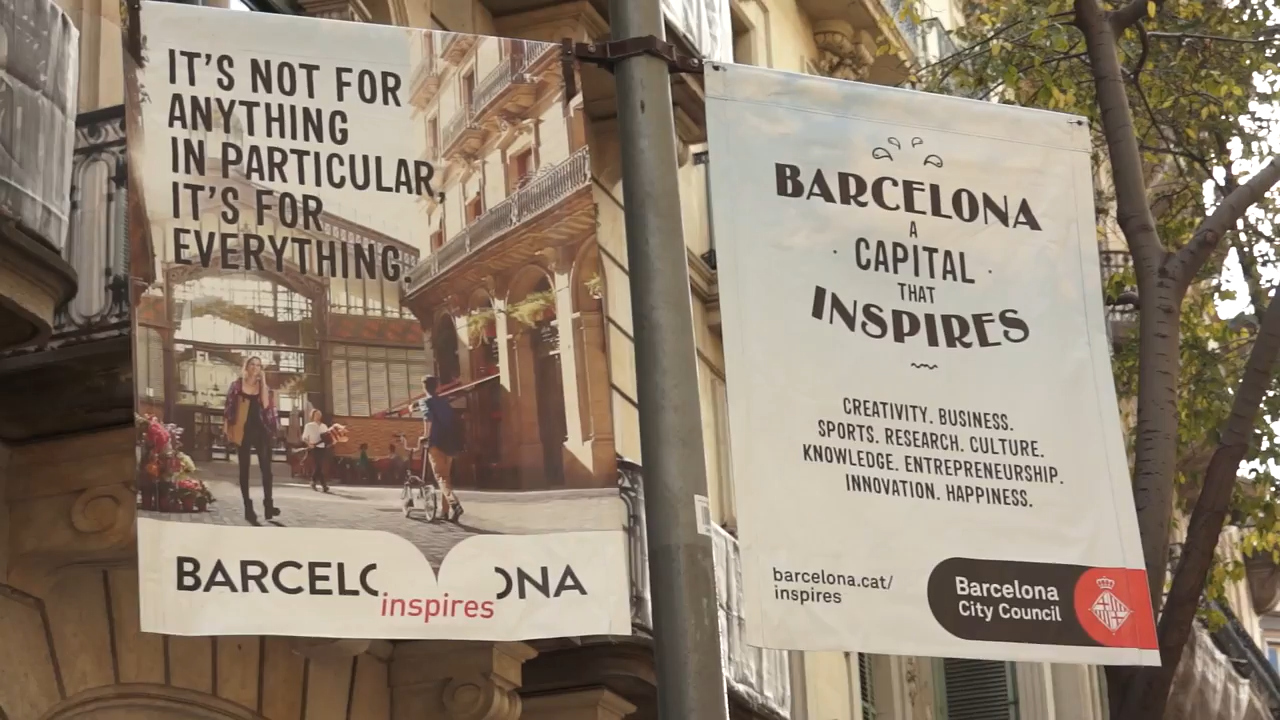 IT'S NOT FOR
ANYTHING
IN PARTICULAR,
IT'S FOR
EVERYTHING.
BARCELONA
inspires
BARCELONA
A
· CAPITAL ·
THAT
INSPIRES
CREATIVITY. BUSINESS.
SPORTS. RESEARCH. CULTURE.
KNOWLEDGE. ENTREPRENEURSHIP.
INNOVATION. HAPPINESS.
barcelona.cat/
inspires
Barcelona
City Council